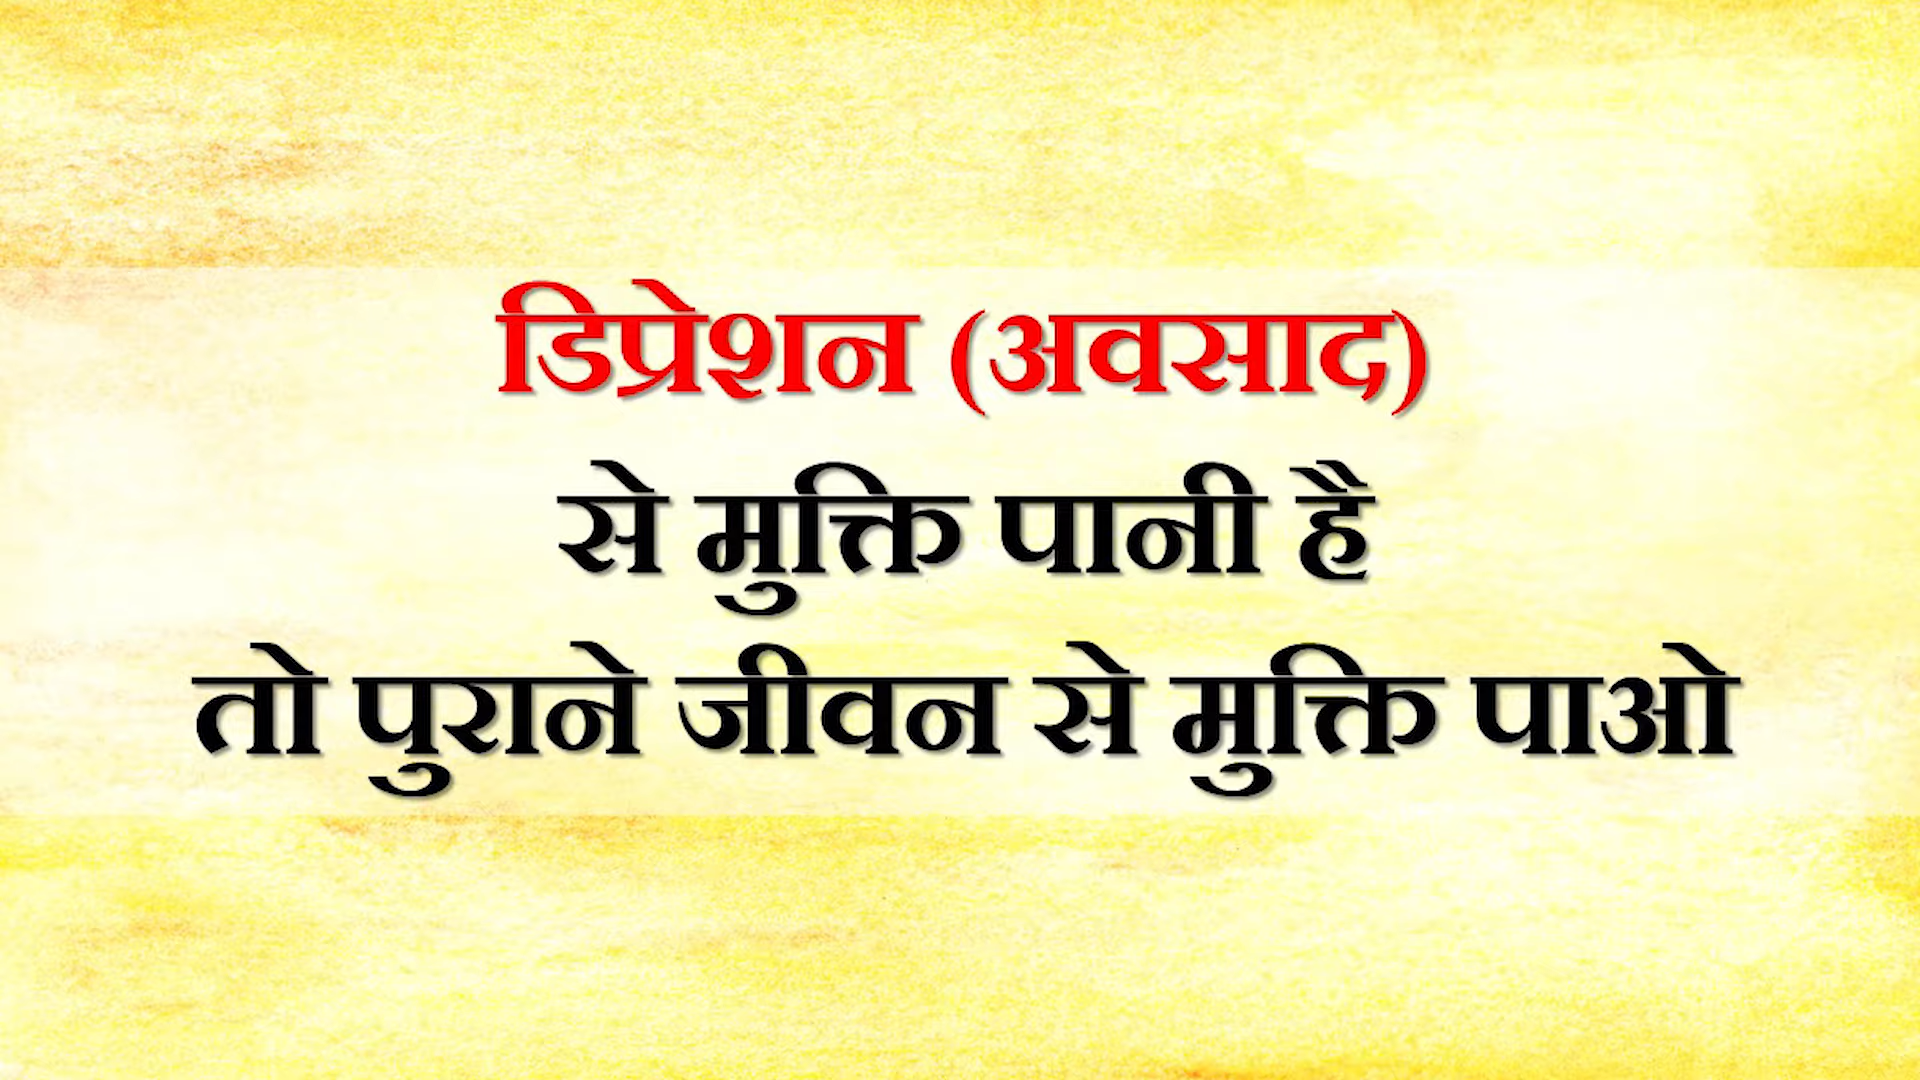 डिप्रेशन (अवसाद)
से मुक्ति पानी है
तो पुराने जीवन से मुक्ति पाओ